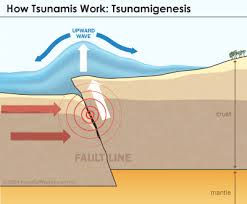 How Tsunamis Work: Tsunamigenesis
UPWARD
WAVE
FAULT LINE
crust
mantle